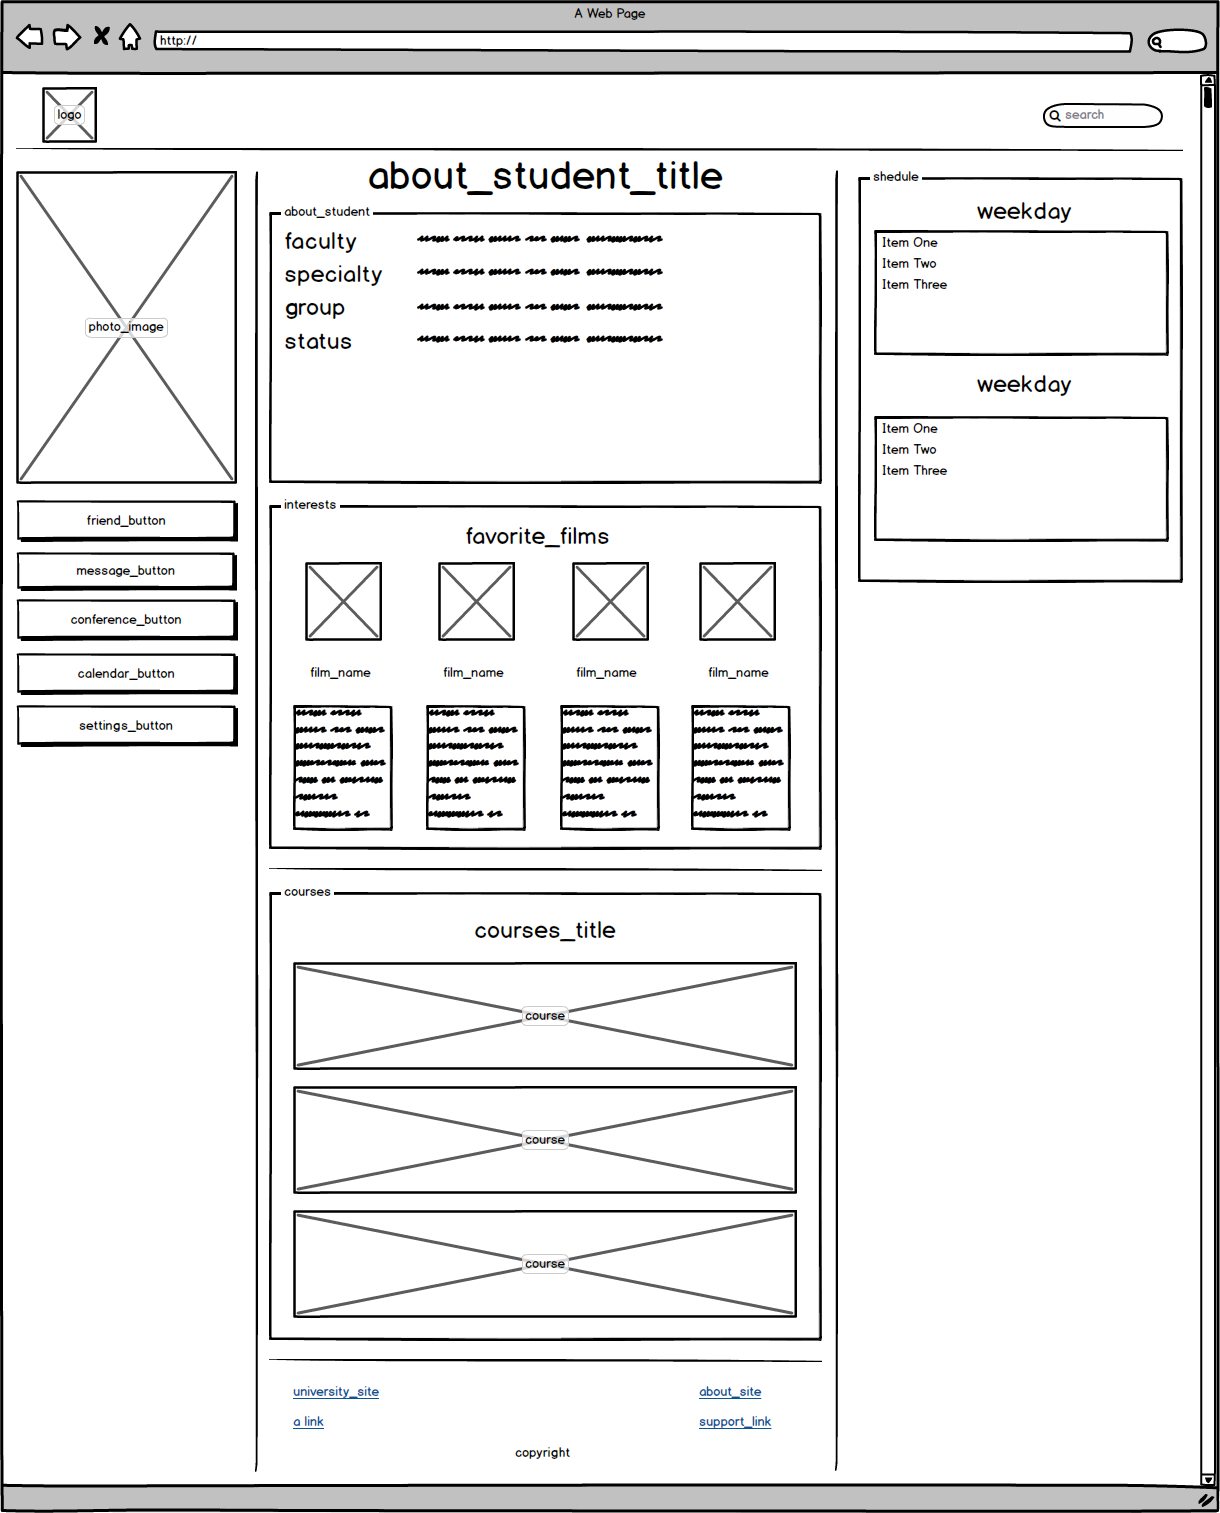 A Web Page
http://
logo
search
photo_image
friend_button
message_button
conference_button
calendar_button
settings_button
about_student_title
about_student
faculty
specialty
group
status
interests
favorite_films
film_name film_name film_name film_name
courses
courses_title
course
course
course
university_site about_site
a link support_link
copyright
shedule
weekday
Item One
Item Two
Item Three
weekday
Item One
Item Two
Item Three